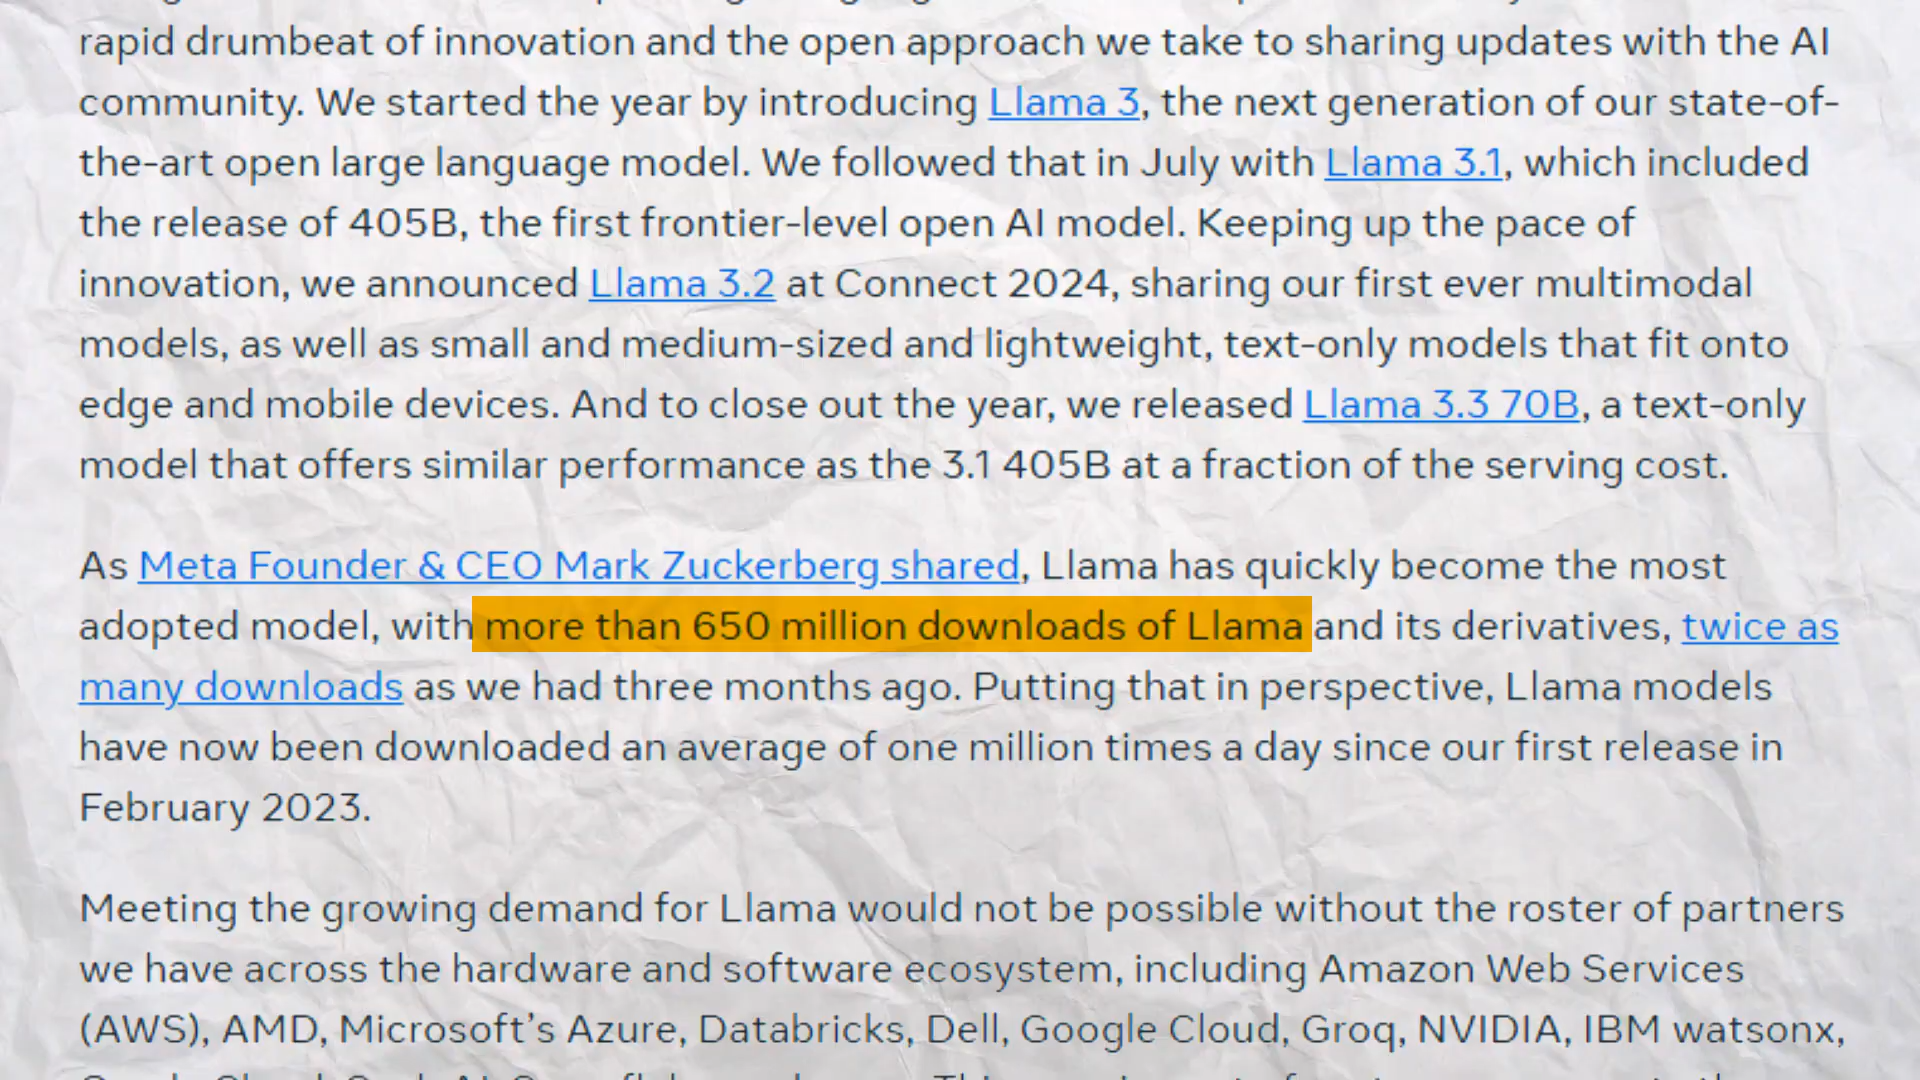 rapid drumbeat of innovation and the open approach we take to sharing updates with the AI
community. We started the year by introducing Llama 3, the next generation of our state-of-
the-art open large language model. We followed that in July with Llama 3.1, which included
the release of 405B, the first frontier-level open AI model. Keeping up the pace of
innovation, we announced Llama 3.2 at Connect 2024, sharing our first ever multimodal
models, as well as small and medium-sized and lightweight, text-only models that fit onto
edge and mobile devices. And to close out the year, we released Llama 3.3 70B, a text-only
model that offers similar performance as the 3.1 405B at a fraction of the serving cost.
As Meta Founder & CEO Mark Zuckerberg shared, Llama has quickly become the most
adopted model, with more than 650 million downloads of Llama and its derivatives, twice as
many downloads as we had three months ago. Putting that in perspective, Llama models
have now been downloaded an average of one million times a day since our first release in
February 2023.
Meeting the growing demand for Llama would not be possible without the roster of partners
we have across the hardware and software ecosystem, including Amazon Web Services
(AWS), AMD, Microsoft’s Azure, Databricks, Dell, Google Cloud, Groq, NVIDIA, IBM watsonx,